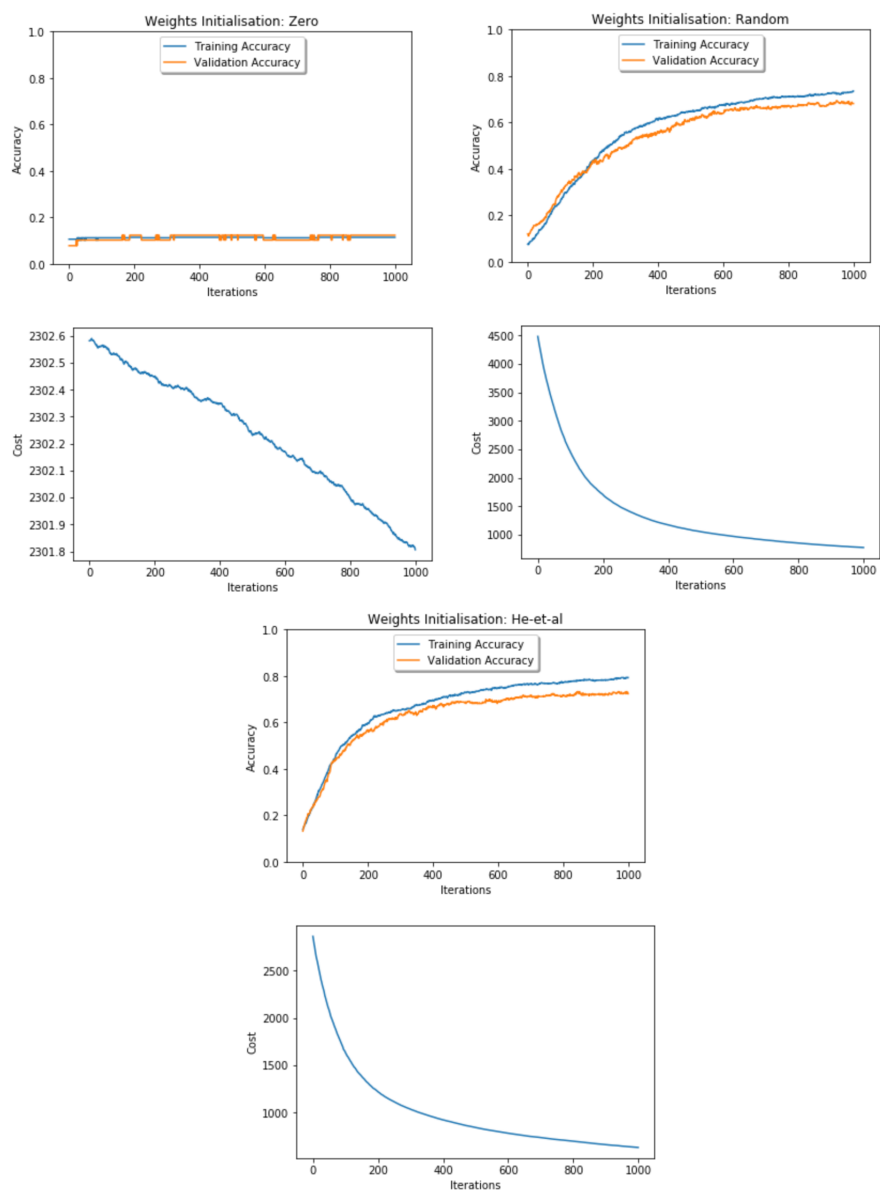 Weights Initialisation: Zero
1.0
0.8
0.6
0.4
0.2
0.0
Accuracy
Training Accuracy
Validation Accuracy
0 200 400 600 800 1000
Iterations
Weights Initialisation: Random
1.0
0.8
0.6
0.4
0.2
0.0
Accuracy
Training Accuracy
Validation Accuracy
0 200 400 600 800 1000
Iterations
2302.6
2302.5
2302.4
2302.3
2302.2
2302.1
2302.0
2301.9
2301.8
Cost
0 200 400 600 800 1000
Iterations
4500
4000
3500
3000
2500
2000
1500
1000
Cost
0 200 400 600 800 1000
Iterations
Weights Initialisation: He-et-al
1.0
0.8
0.6
0.4
0.2
0.0
Accuracy
Training Accuracy
Validation Accuracy
0 200 400 600 800 1000
Iterations
2500
2000
1500
1000
Cost
0 200 400 600 800 1000
Iterations